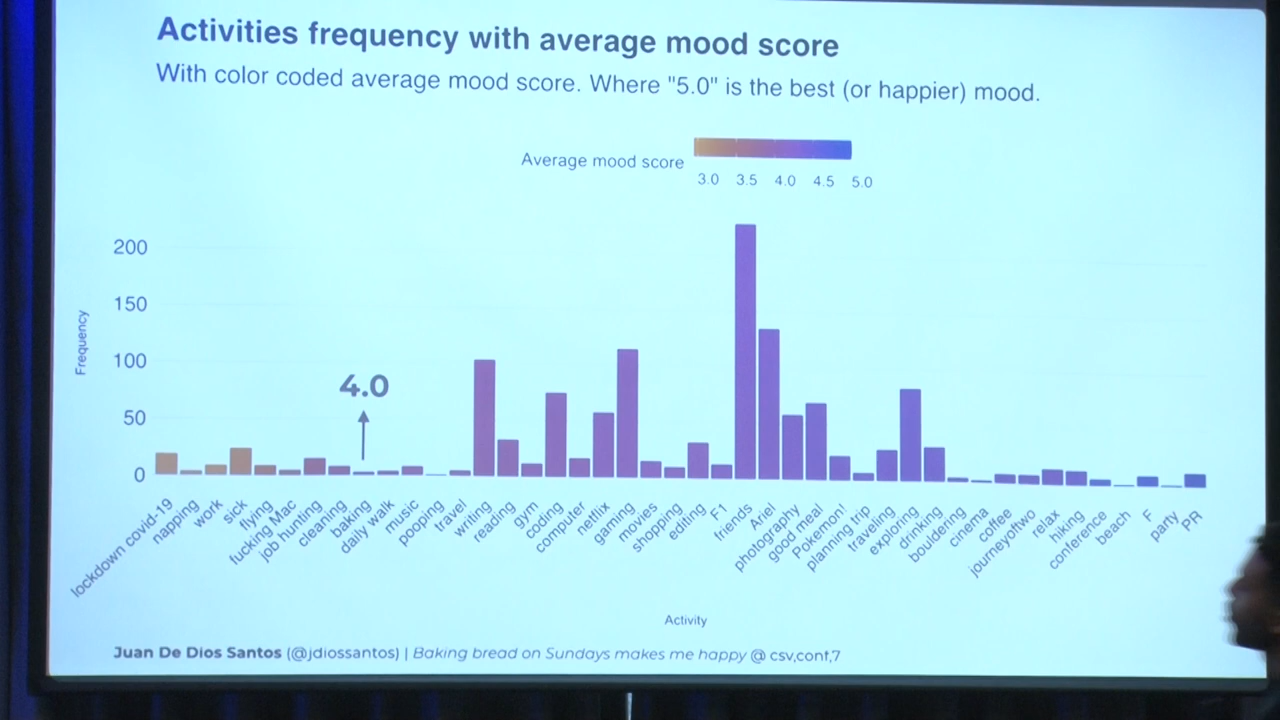 Activities frequency with average mood score
With color coded average mood score. Where "5.0" is the best (or happier) mood.
Average mood score
3.0 3.5 4.0 4.5 5.0
200
150
100
50
0
Frequency
4.0
lockdown covid-19
napping
work
sick
flying
fucking Mac
job hunting
cleaning
baking
daily walk
music
pooping
travel
writing
reading
gym
coding
computer
netflix
gaming
movies
shopping
editing
F1
friends
Ariel
photography
good meal
Pokemon!
planning trip
traveling
exploring
drinking
bouldering
cinema
coffee
journeyoftwo
relax
hiking
conference
beach
F
party
PR
Activity
Juan De Dios Santos (@jdiossantos) | Baking bread on Sundays makes me happy @ csv,conf,7